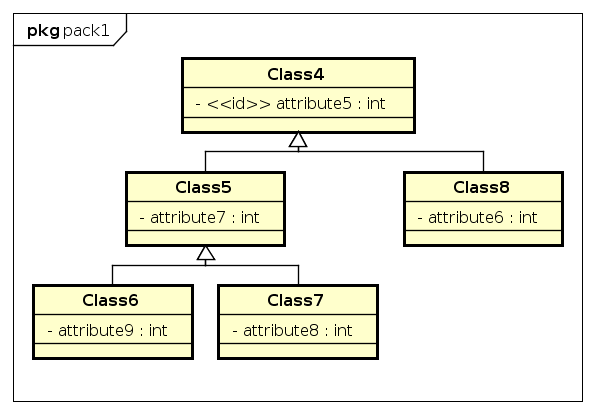 pkg pack1
Class4
- <<id>> attribute5 : int
Class5
- attribute7 : int
Class8
- attribute6 : int
Class6
- attribute9 : int
Class7
- attribute8 : int